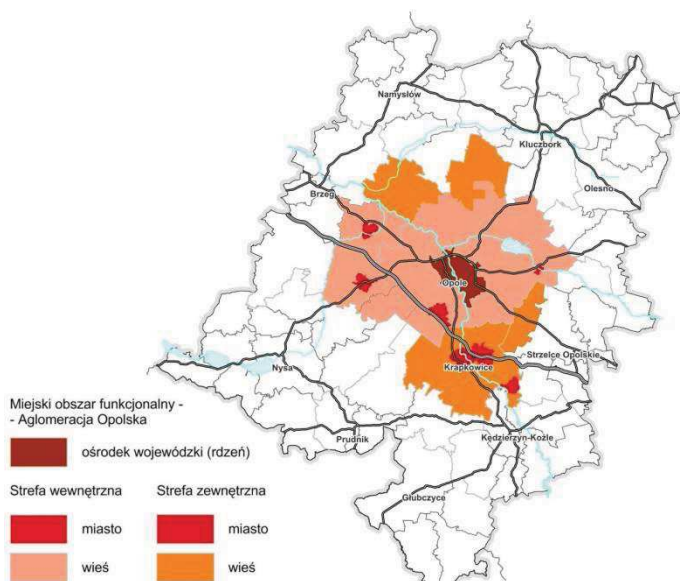 Namysłów
Kluczbork
Olesno
Brzeg
Opole
Strzelce Opolskie
Nysa
Krapkowice
Prudnik
Kędzierzyn-Koźle
Głubczyce
Miejski obszar funkcjonalny -
- Aglomeracja Opolska
ośrodek wojewódzki (rdzeń)
Strefa wewnętrzna
Strefa zewnętrzna
miasto
miasto
wieś
wieś